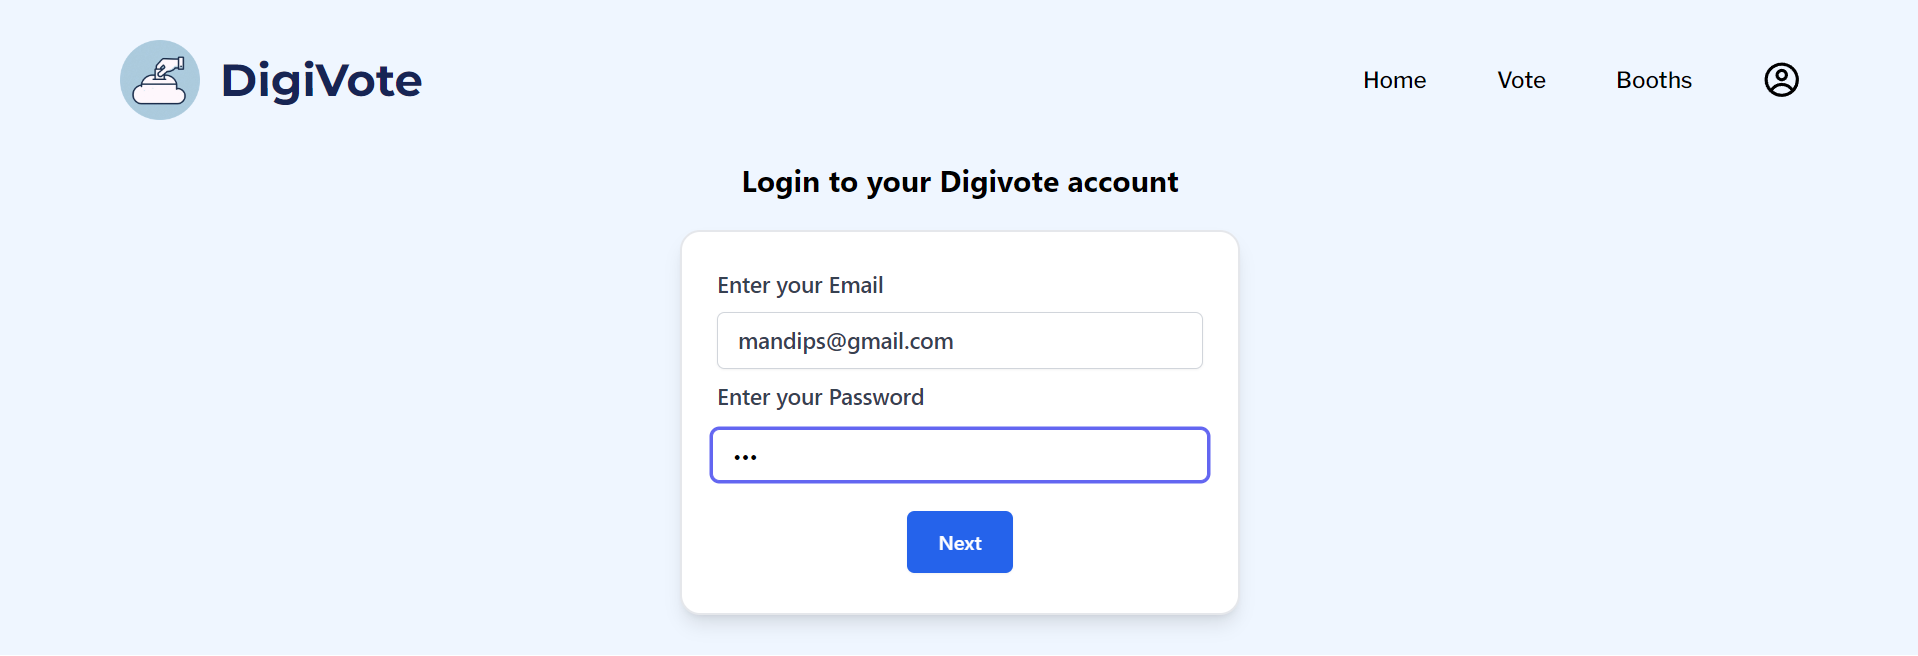 DigiVote
Home Vote Booths
Login to your Digivote account
Enter your Email
mandips@gmail.com
Enter your Password
•••
Next